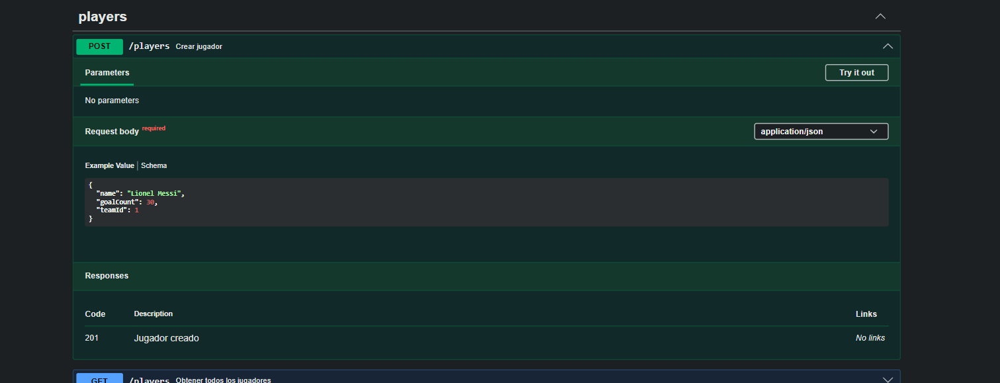 players
POST /players Crear jugador
Parameters Try it out
No parameters
Request body required application/json
Example Value | Schema
{
  "name": "Lionel Messi",
  "goalCount": 30,
  "teamId": 1
}
Responses
Code Description Links
201 Jugador creado No links
GET /players Obtener todos los jugadores